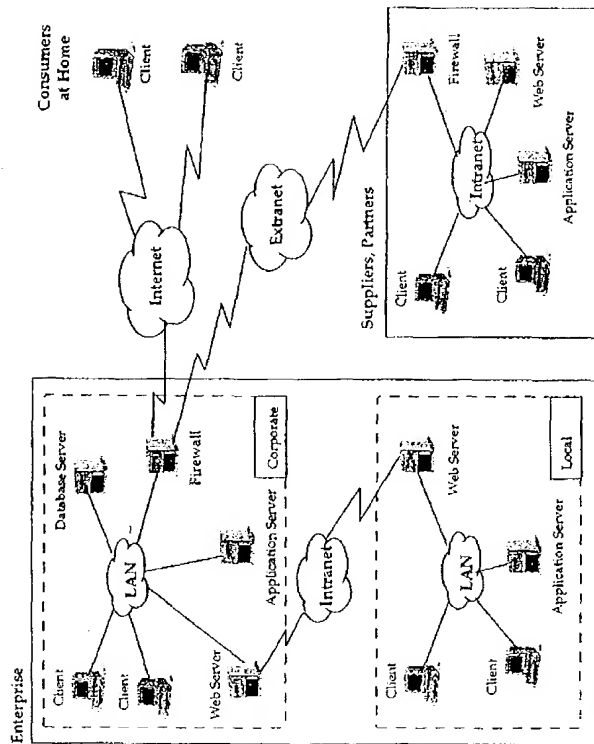 Enterprise
Client
Client
Web Server
LAN
Database Server
Application Server
Firewall
Corporate
Intranet
Client
Client
LAN
Application Server
Web Server
Local
Internet
Extranet
Consumers
at Home
Client
Client
Suppliers, Partners
Client
Client
Intranet
Application Server
Firewall
Web Server